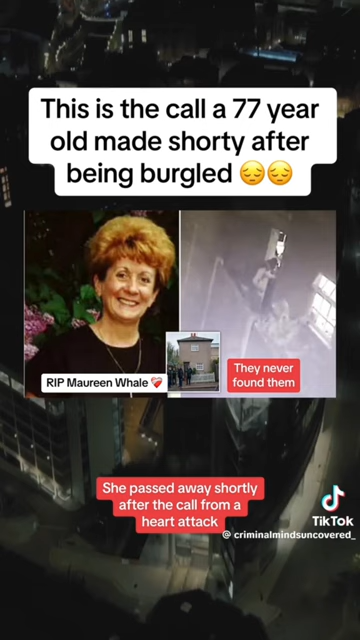 This is the call a 77 year
old made shorty after
being burgled 😔😔
RIP Maureen Whale ❤️‍🩹
They never
found them
She passed away shortly
after the call from a
heart attack
TikTok
@ criminalmindsuncovered_